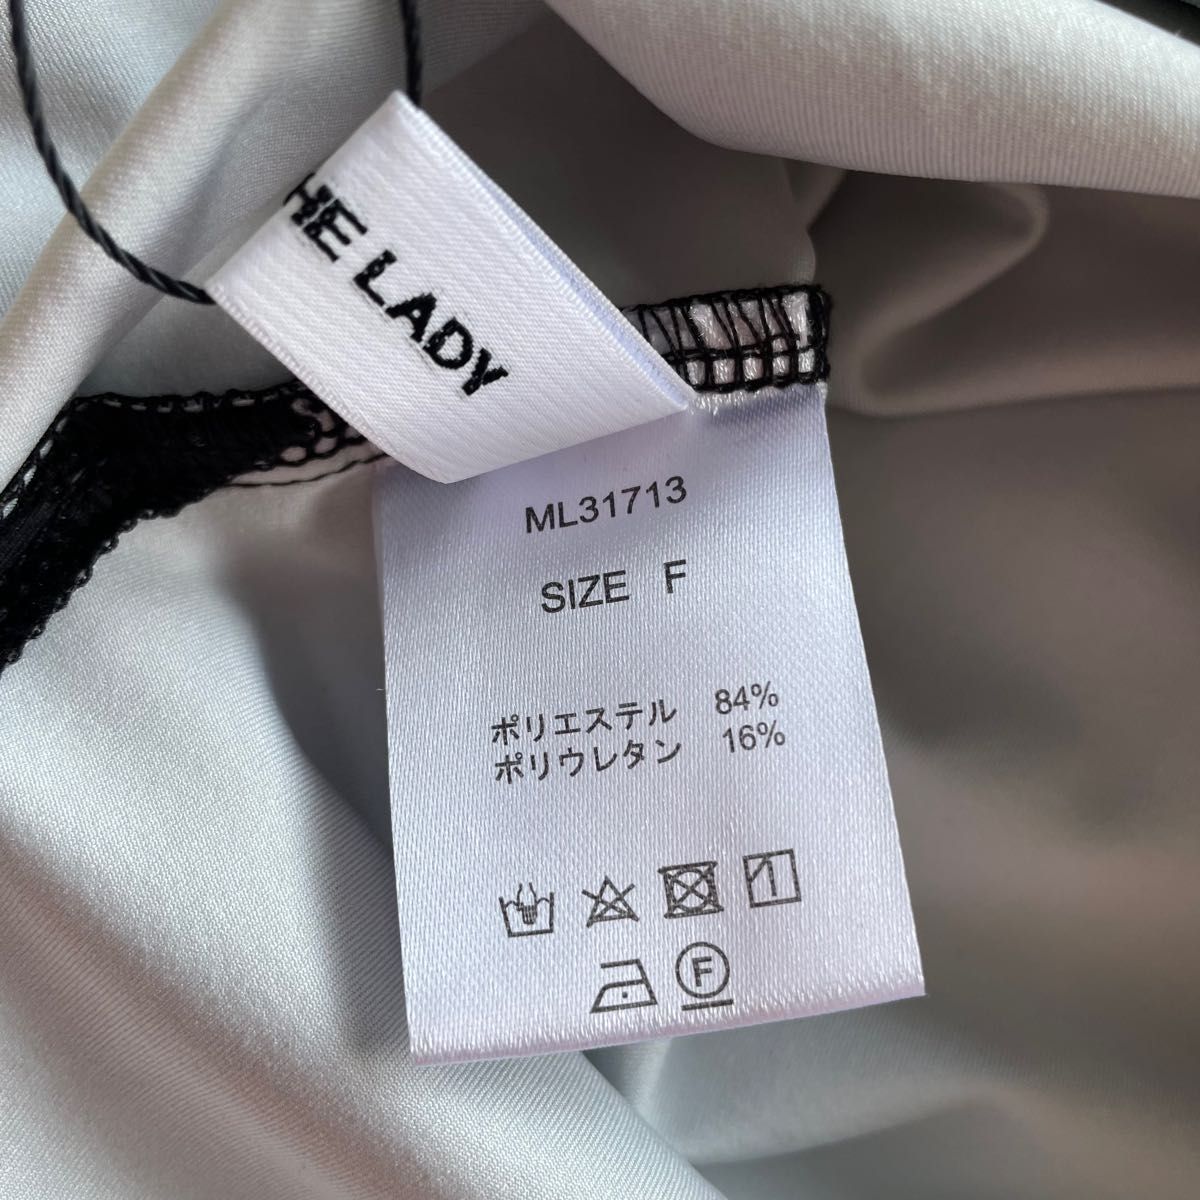 HE LADY
ML31713
SIZE F
ポリエステル 84%
ポリウレタン 16%
F